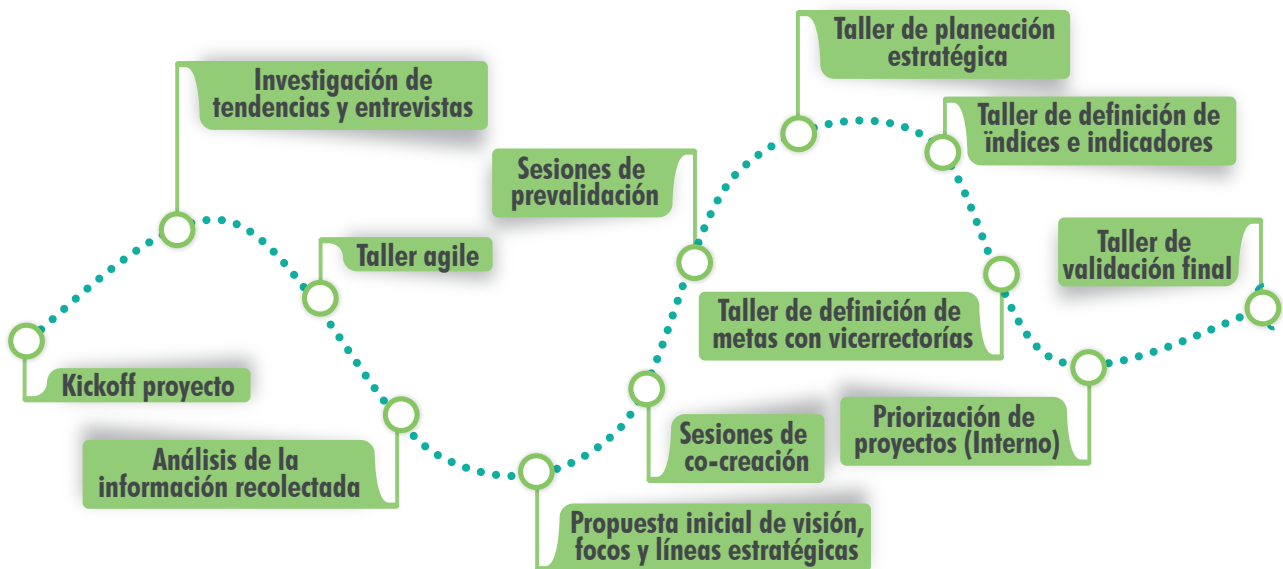 Kickoff proyecto
Investigación de
tendencias y entrevistas
Taller agile
Análisis de la
información recolectada
Propuesta inicial de visión,
focos y líneas estratégicas
Sesiones de
co-creación
Sesiones de
prevalidación
Taller de planeación
estratégica
Taller de definición de
ïndices e indicadores
Taller de definición de
metas con vicerrectorías
Priorización de
proyectos (Interno)
Taller de
validación final